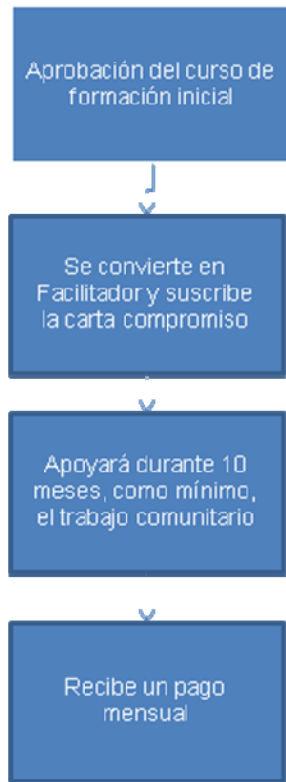 Aprobación del curso de
formación inicial
Se convierte en
Facilitador y suscribe
la carta compromiso
Apoyará durante 10
meses, como mínimo,
el trabajo comunitario
Recibe un pago
mensual